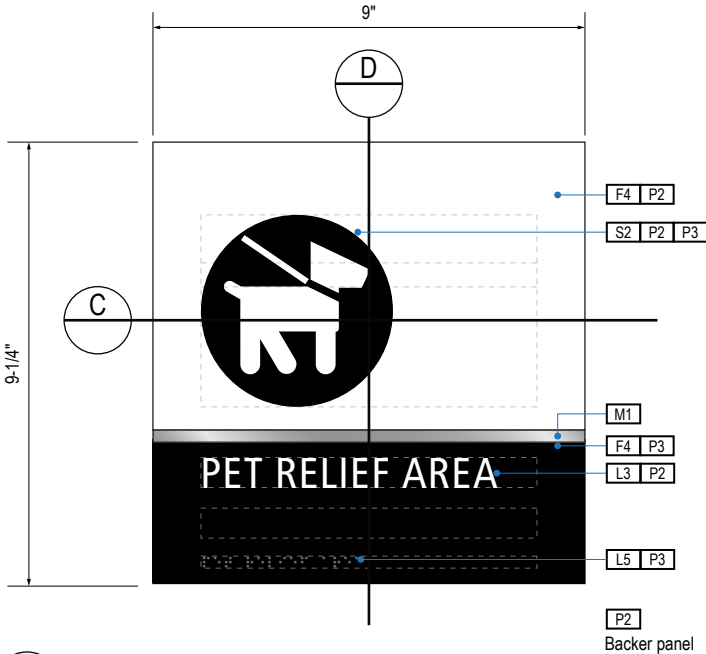 9"
D
F4 P2
S2 P2 P3
C
9-1/4"
M1
F4 P3
PET RELIEF AREA
L3 P2
L5 P3
P2
Backer panel